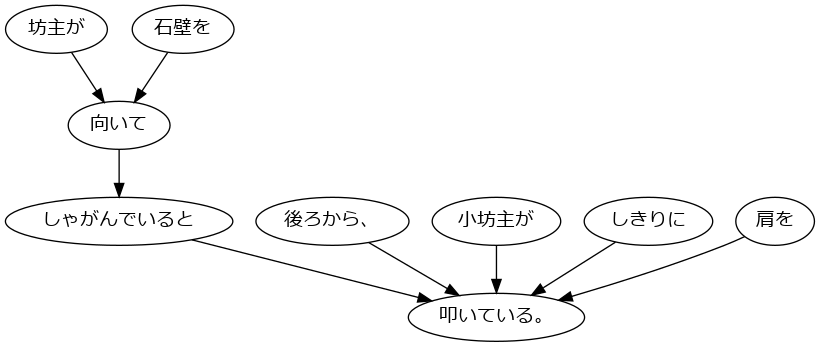 坊主が 石壁を
向いて
しゃがんでいると 後ろから、 小坊主が しきりに 肩を
叩いている。